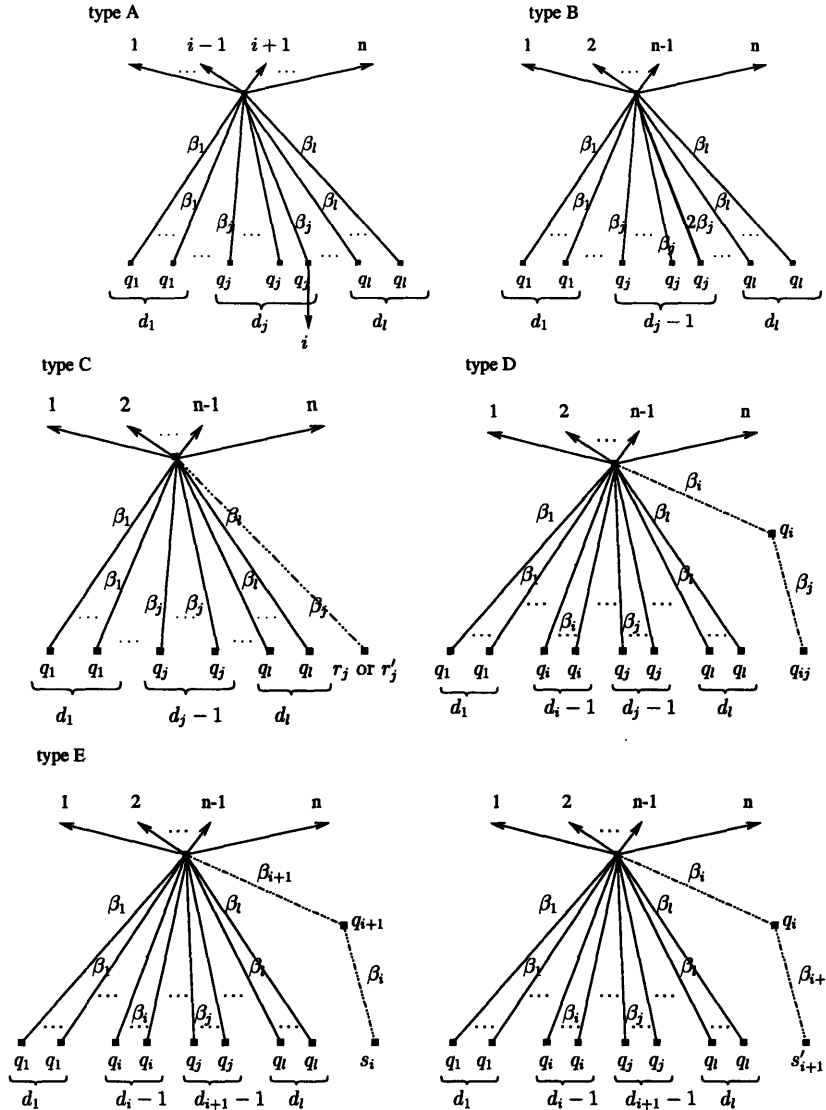 type A
type B
1 i − 1 i + 1 n
1 2 n-1 n
... ...
...
β₁ βₗ
β₁ βₗ
β₁ βⱼ βⱼ βₗ
β₁ βⱼ βⱼ 2βⱼ βₗ
... ... ... ... ...
... ... ... ... ...
q₁ q₁ qⱼ qⱼ qⱼ qₗ qₗ
q₁ q₁ qⱼ qⱼ qⱼ qₗ qₗ
d₁ dⱼ dₗ
d₁ dⱼ − 1 dₗ
i
type C
type D
1 2 n-1 n
1 2 n-1 n
...
...
β₁ βᵢ
β₁ βₗ βᵢ qᵢ
β₁ βⱼ βⱼ βₗ βⱼ
β₁ βᵢ βⱼ βₗ βⱼ
... ... ... ... ...
... ... ... ... ... ... ...
q₁ q₁ qⱼ qⱼ qₗ qₗ rⱼ or r′ⱼ
q₁ q₁ qᵢ qᵢ qⱼ qⱼ qₗ qₗ qᵢⱼ
d₁ dⱼ − 1 dₗ
d₁ dᵢ − 1 dⱼ − 1 dₗ
type E
1 2 n-1 n
1 2 n-1 n
...
...
β₁ βₗ βᵢ₊₁ qᵢ₊₁
β₁ βₗ βᵢ qᵢ
β₁ βᵢ βⱼ βₗ βᵢ
β₁ βᵢ βⱼ βₗ βᵢ₊
... ... ... ... ... ... ...
... ... ... ... ... ... ...
q₁ q₁ qᵢ qᵢ qⱼ qⱼ qₗ qₗ sᵢ
q₁ q₁ qᵢ qᵢ qⱼ qⱼ qₗ qₗ s′ᵢ₊₁
d₁ dᵢ − 1 dᵢ₊₁ − 1 dₗ
d₁ dᵢ − 1 dᵢ₊₁ − 1 dₗ